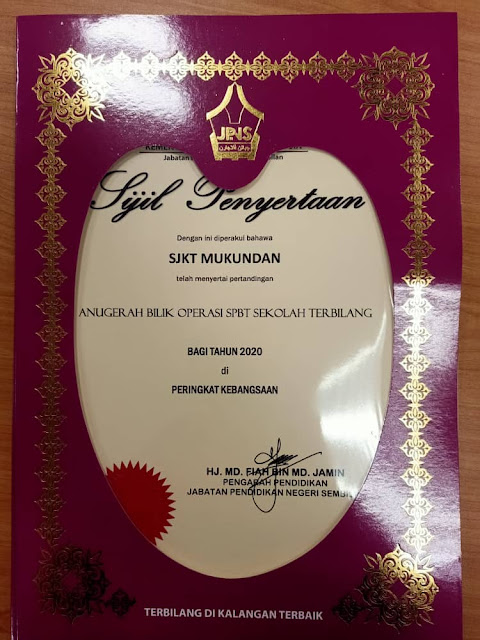 JPNS
Jabatan
Sijil Penyertaan
Dengan ini diperakui bahawa
SJKT MUKUNDAN
telah menyertai pertandingan
ANUGERAH BILIK OPERASI SPBT SEKOLAH TERBILANG
BAGI TAHUN 2020
di
PERINGKAT KEBANGSAAN
HJ. MD. FIAH BIN MD. JAMIN
PENGARAH PENDIDIKAN
JABATAN PENDIDIKAN NEGERI SEMBI
TERBILANG DI KALANGAN TERBAIK